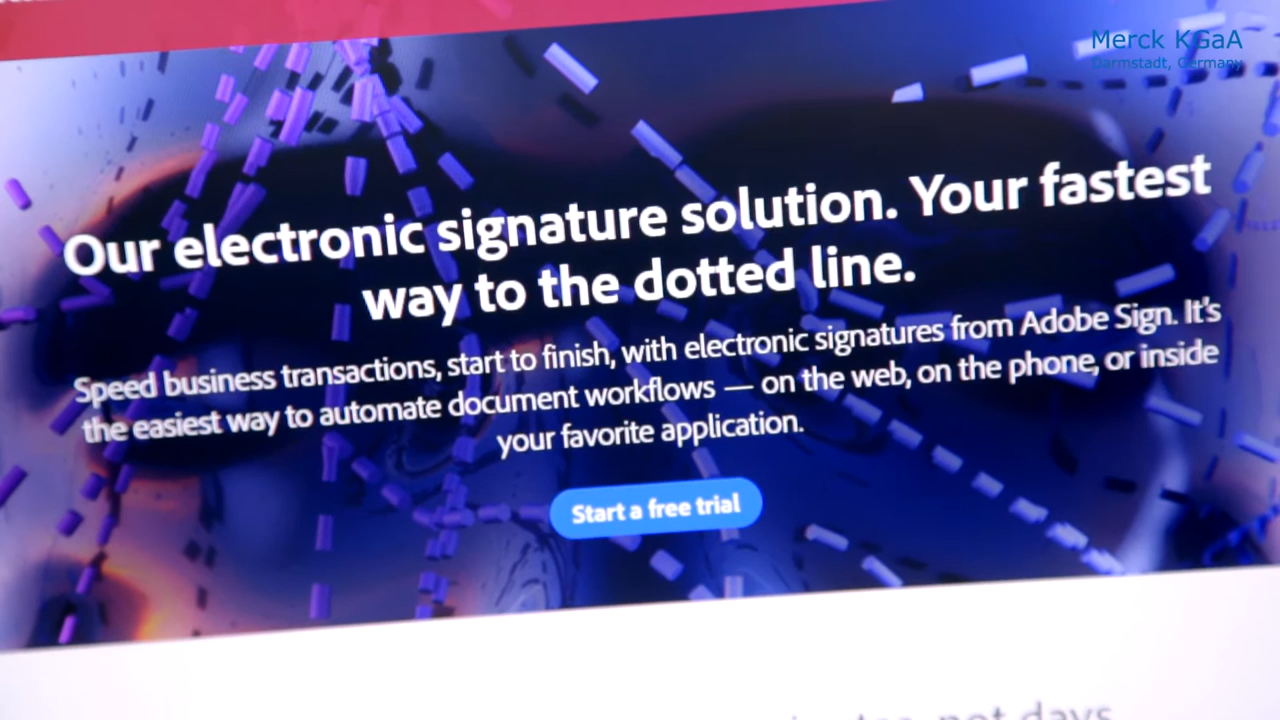 Merck KGaA
Darmstadt, Germany
Our electronic signature solution. Your fastest
way to the dotted line.
Speed business transactions, start to finish, with electronic signatures from Adobe Sign. It's
the easiest way to automate document workflows — on the web, on the phone, or inside
your favorite application.
Start a free trial
not days